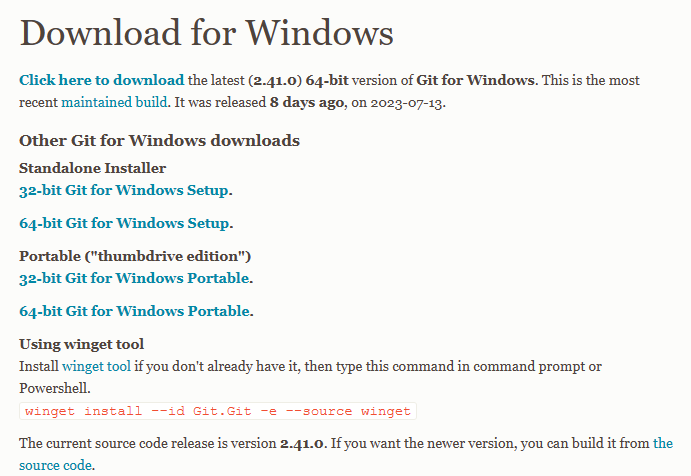 Download for Windows
Click here to download the latest (2.41.0) 64-bit version of Git for Windows. This is the most
recent maintained build. It was released 8 days ago, on 2023-07-13.
Other Git for Windows downloads
Standalone Installer
32-bit Git for Windows Setup.
64-bit Git for Windows Setup.
Portable ("thumbdrive edition")
32-bit Git for Windows Portable.
64-bit Git for Windows Portable.
Using winget tool
Install winget tool if you don't already have it, then type this command in command prompt or
Powershell.
winget install --id Git.Git -e --source winget
The current source code release is version 2.41.0. If you want the newer version, you can build it from the
source code.